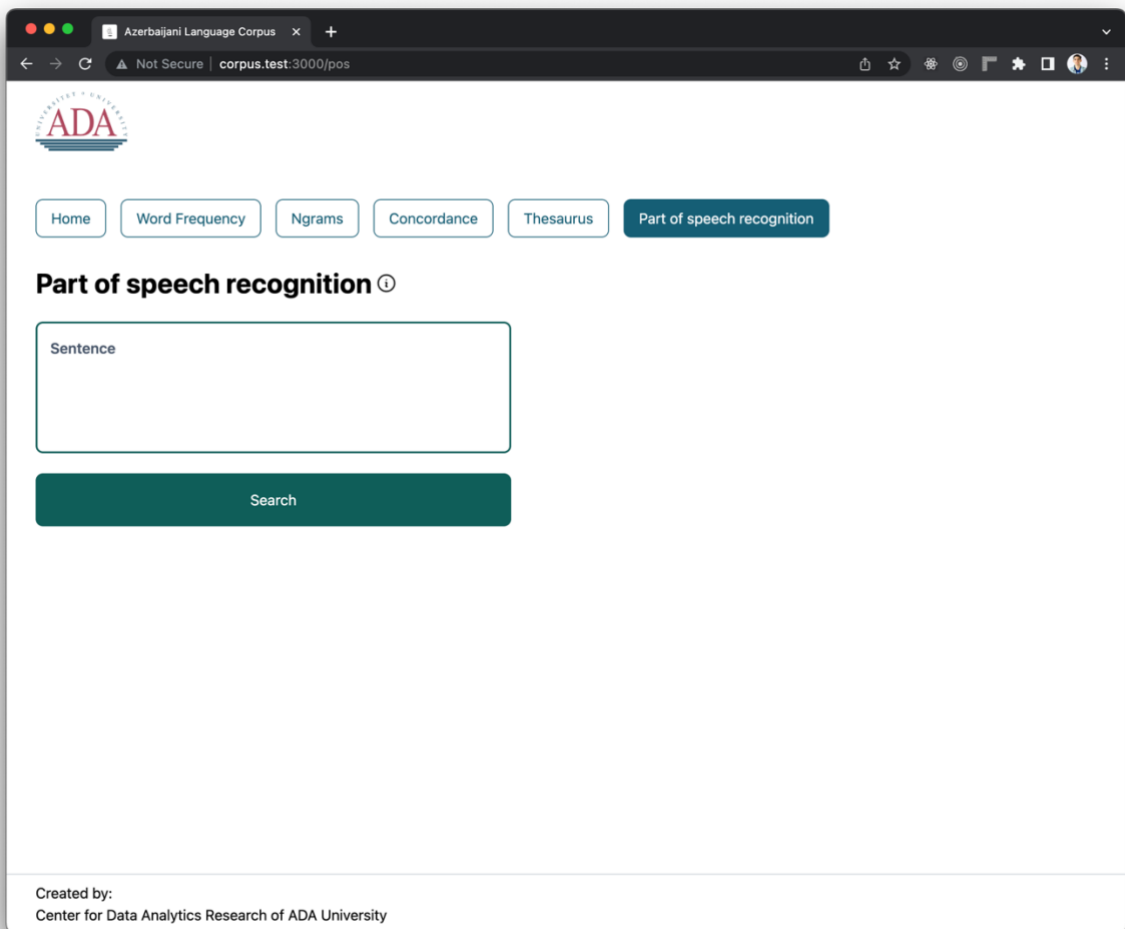 Azerbaijani Language Corpus
Not Secure | corpus.test:3000/pos
ADA
Home Word Frequency Ngrams Concordance Thesaurus Part of speech recognition
Part of speech recognition
Sentence
Search
Created by:
Center for Data Analytics Research of ADA University